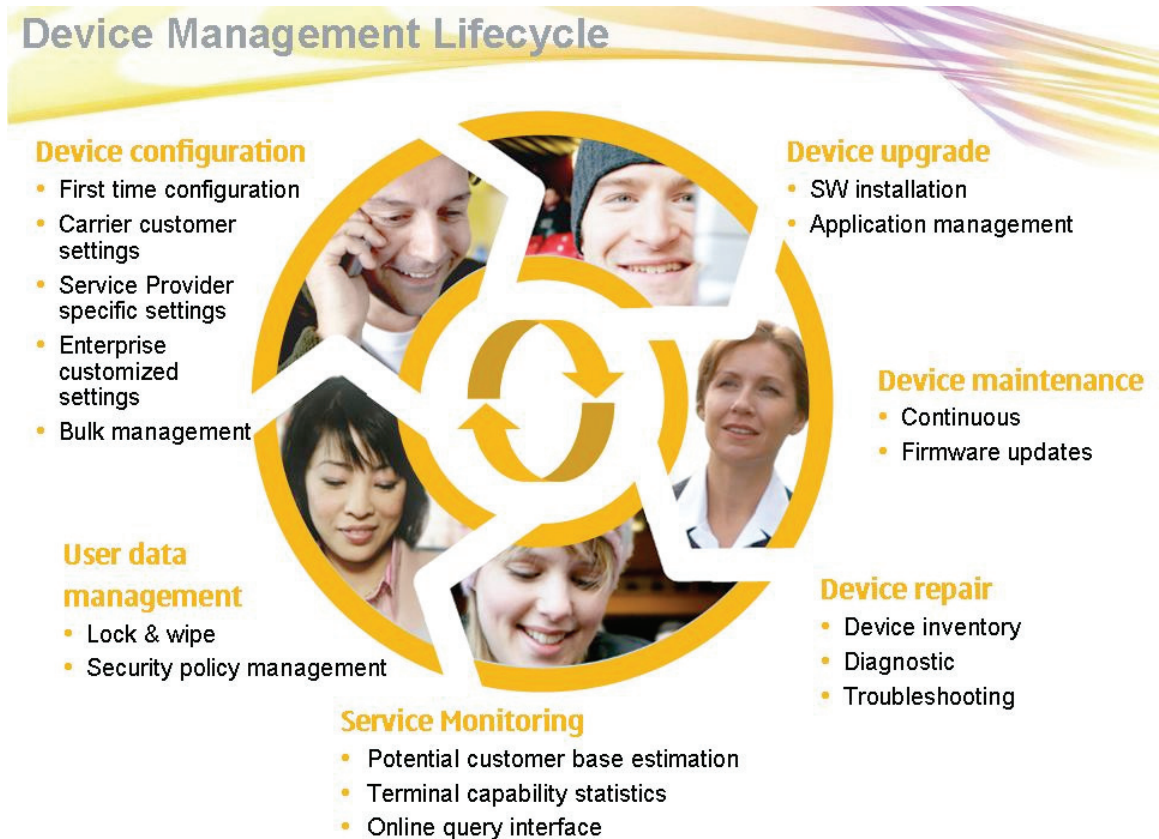 Device Management Lifecycle
Device configuration
• First time configuration
• Carrier customer
settings
• Service Provider
specific settings
• Enterprise
customized
settings
• Bulk management
Device upgrade
• SW installation
• Application management
Device maintenance
• Continuous
• Firmware updates
Device repair
• Device inventory
• Diagnostic
• Troubleshooting
Service Monitoring
• Potential customer base estimation
• Terminal capability statistics
• Online query interface
User data
management
• Lock & wipe
• Security policy management